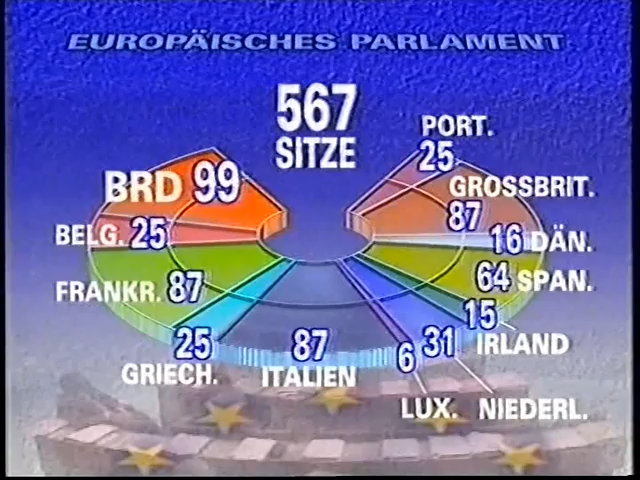 EUROPÄISCHES PARLAMENT
567
SITZE
PORT.
25
BRD 99
GROSSBRIT.
87
BELG. 25
16 DÄN.
64 SPAN.
FRANKR. 87
15
IRLAND
25
GRIECH.
87
ITALIEN
6
LUX.
31
NIEDERL.